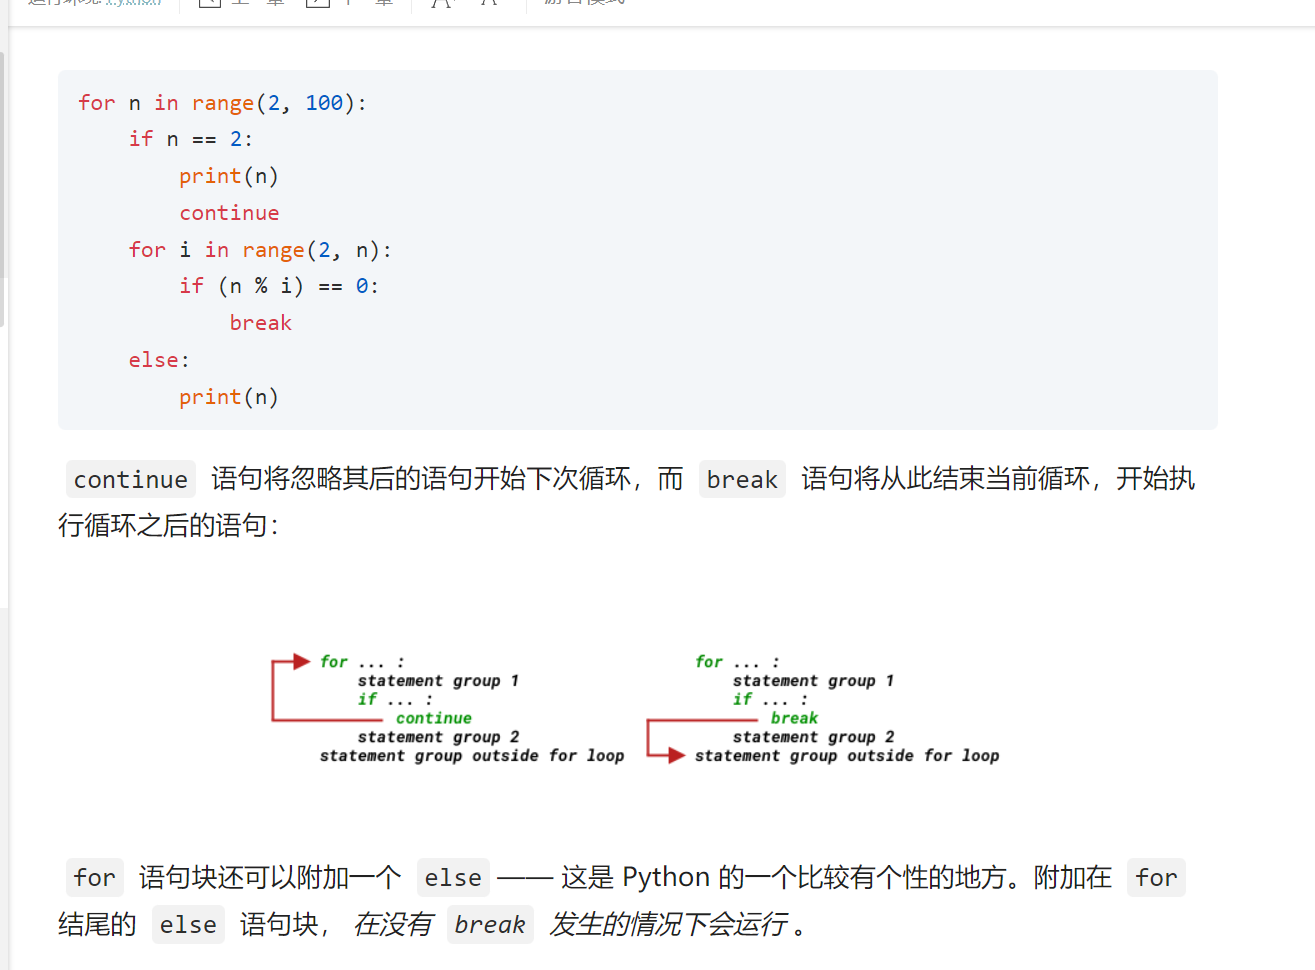 for n in range(2, 100):
    if n == 2:
        print(n)
        continue
    for i in range(2, n):
        if (n % i) == 0:
            break
    else:
        print(n)
continue 语句将忽略其后的语句开始下次循环，而 break 语句将从此结束当前循环，开始执
行循环之后的语句：
for ... :
    statement group 1
    if ... :
        continue
    statement group 2
statement group outside for loop
for ... :
    statement group 1
    if ... :
        break
    statement group 2
statement group outside for loop
for 语句块还可以附加一个 else —— 这是 Python 的一个比较有个性的地方。附加在 for
结尾的 else 语句块， 在没有 break 发生的情况下会运行。